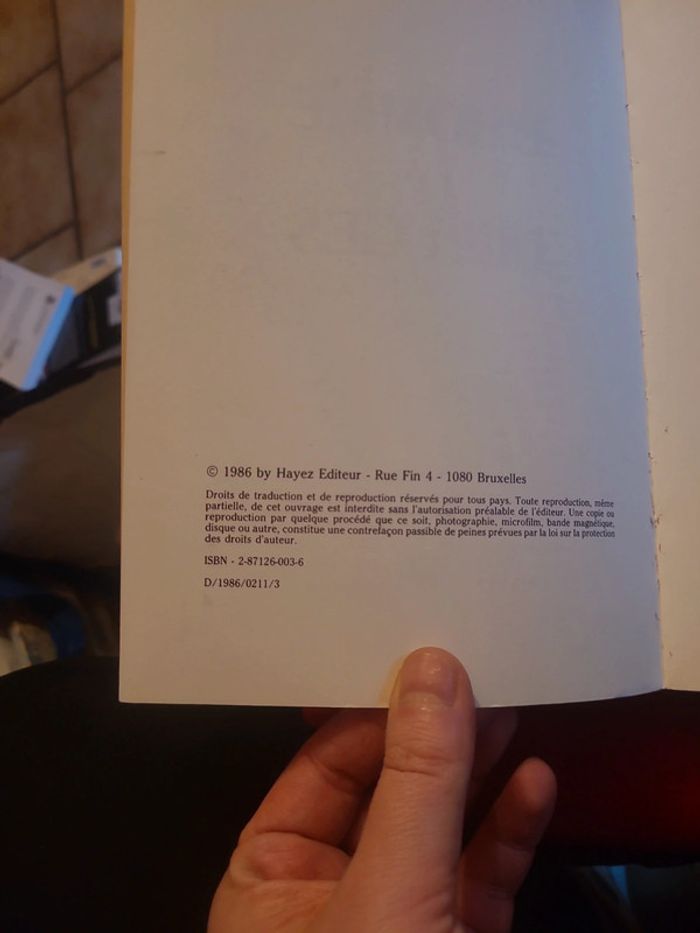 © 1986 by Hayez Editeur - Rue Fin 4 - 1080 Bruxelles
Droits de traduction et de reproduction réservés pour tous pays. Toute reproduction, même
partielle, de cet ouvrage est interdite sans l'autorisation préalable de l'éditeur. Une copie ou
reproduction par quelque procédé que ce soit, photographie, microfilm, bande magnétique,
disque ou autre, constitue une contrefaçon passible de peines prévues par la loi sur la protection
des droits d'auteur.
ISBN - 2-87126-003-6
D/1986/0211/3